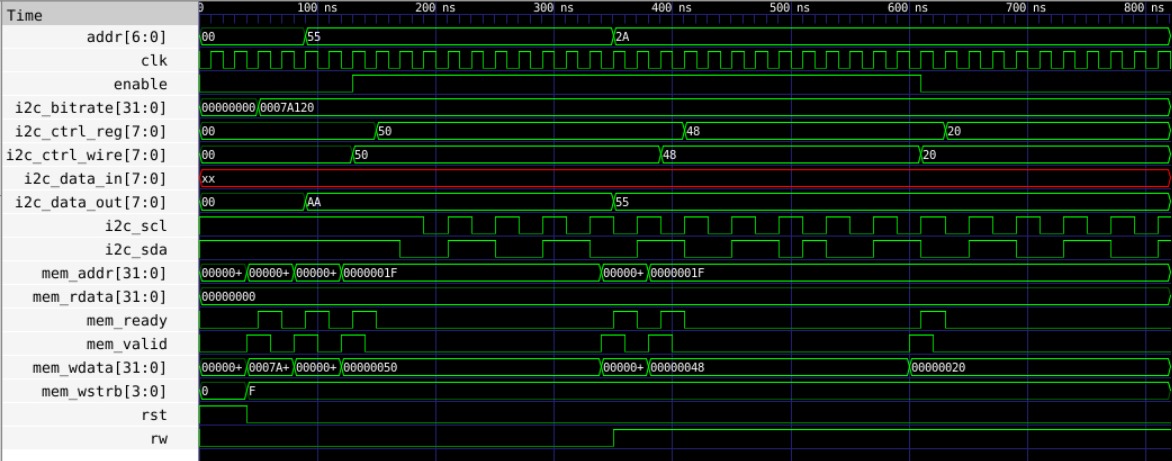 Time
0 100 ns 200 ns 300 ns 400 ns 500 ns 600 ns 700 ns 800 ns
addr[6:0] 00 55 2A
clk
enable
i2c_bitrate[31:0] 00000000 0007A120
i2c_ctrl_reg[7:0] 00 50 48 20
i2c_ctrl_wire[7:0] 00 50 48 20
i2c_data_in[7:0] xx
i2c_data_out[7:0] 00 AA 55
i2c_scl
i2c_sda
mem_addr[31:0] 00000+ 00000+ 00000+ 0000001F 00000+ 0000001F
mem_rdata[31:0] 00000000
mem_ready
mem_valid
mem_wdata[31:0] 00000+ 0007A+ 00000+ 00000050 00000+ 00000048 00000020
mem_wstrb[3:0] 0 F
rst
rw